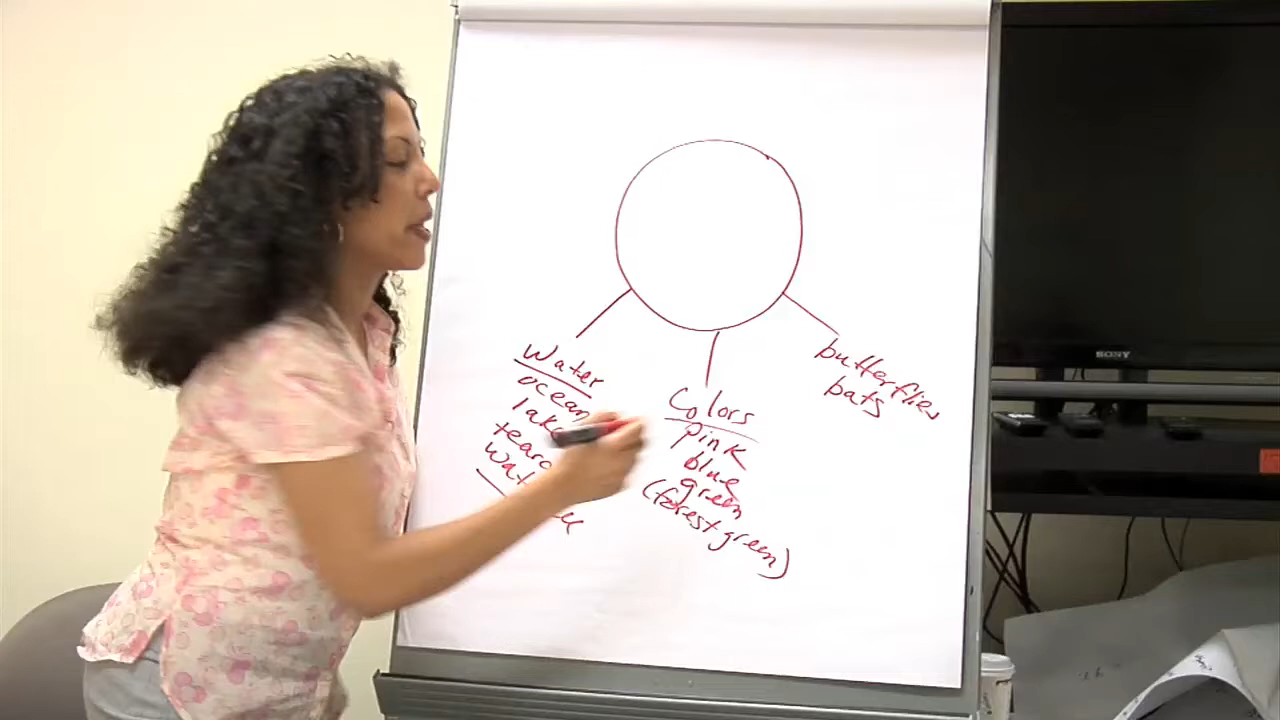 Water
ocean
Colors
pink
blue
green
(forest green)
butterflies
bats
SONY